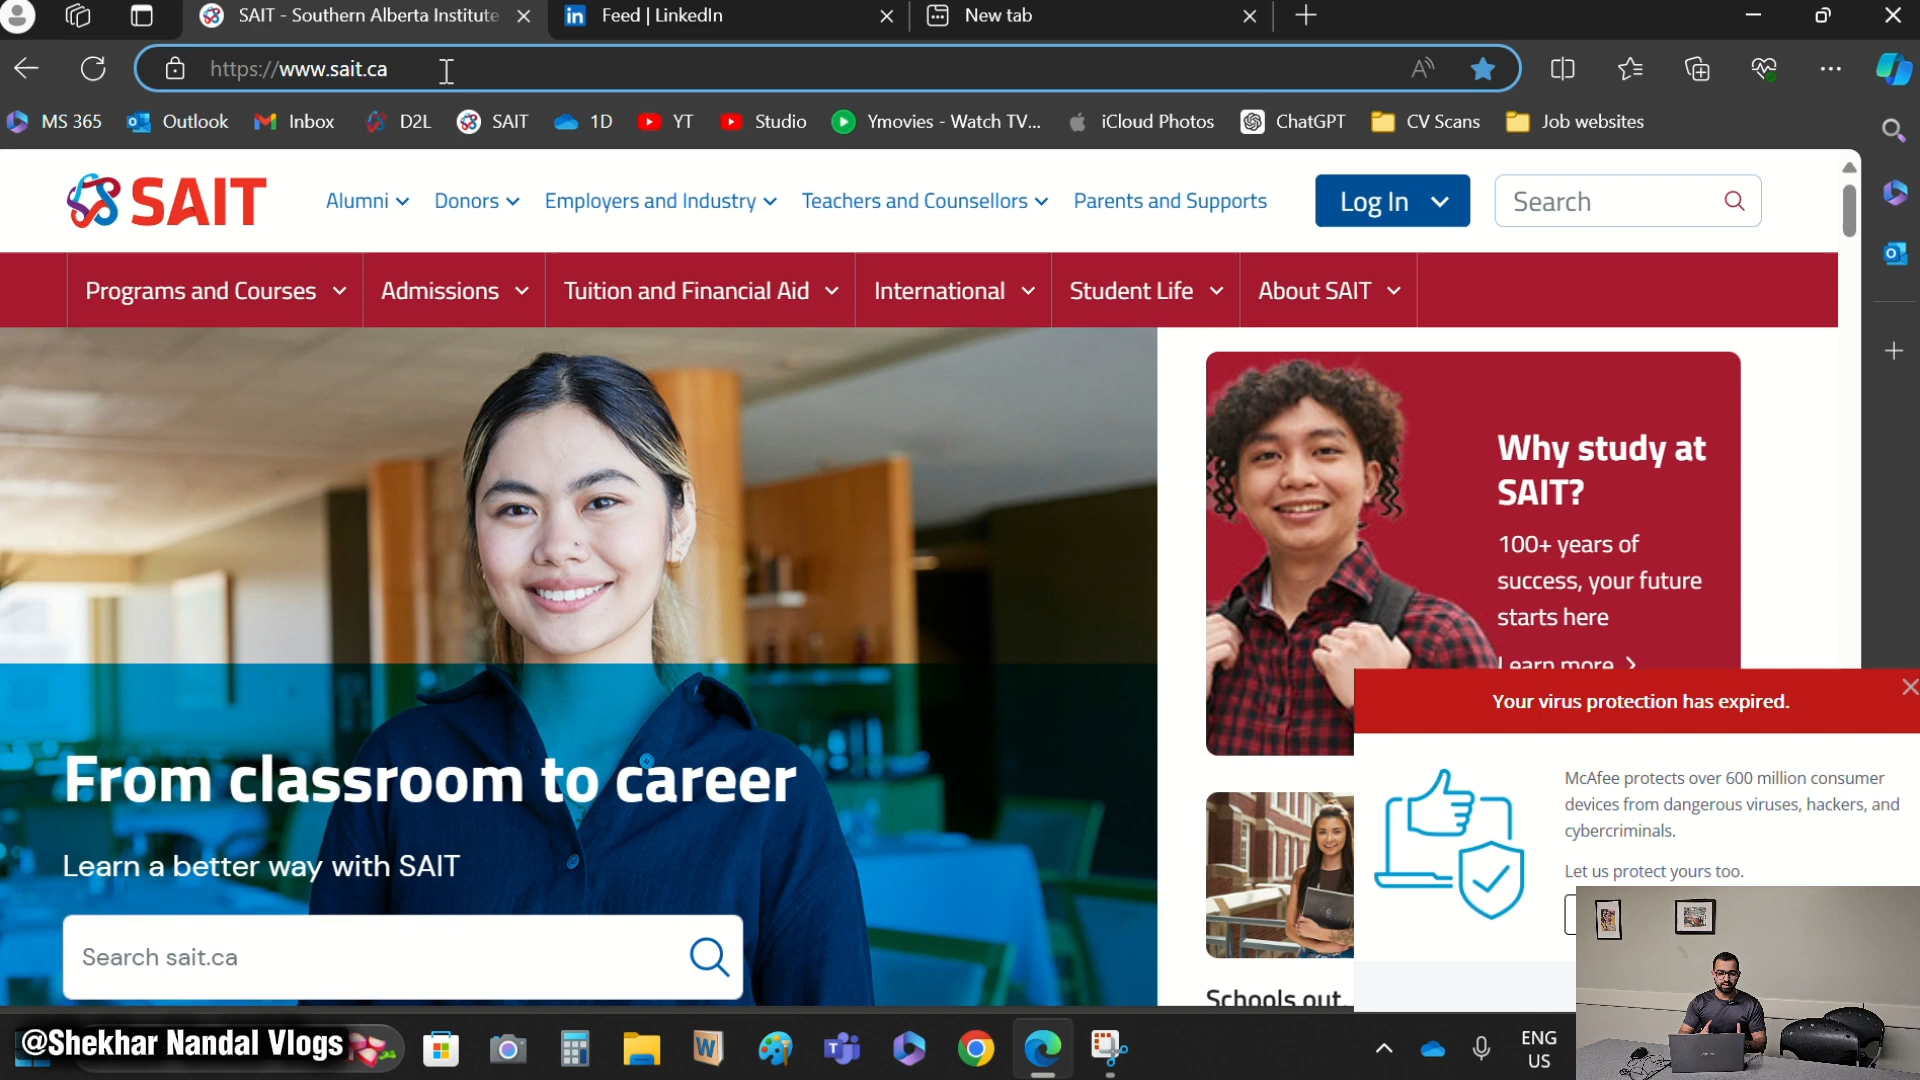 SAIT - Southern Alberta Institute
Feed | LinkedIn
New tab
https://www.sait.ca
MS 365
Outlook
Inbox
D2L
SAIT
1D
YT
Studio
Ymovies - Watch TV...
iCloud Photos
ChatGPT
CV Scans
Job websites
SAIT
Alumni
Donors
Employers and Industry
Teachers and Counsellors
Parents and Supports
Log In
Search
Programs and Courses
Admissions
Tuition and Financial Aid
International
Student Life
About SAIT
Why study at
SAIT?
100+ years of
success, your future
starts here
Learn more
From classroom to career
Learn a better way with SAIT
Search sait.ca
Your virus protection has expired.
McAfee protects over 600 million consumer
devices from dangerous viruses, hackers, and
cybercriminals.
Let us protect yours too.
Schools out.
@Shekhar Nandal Vlogs
ENG
US